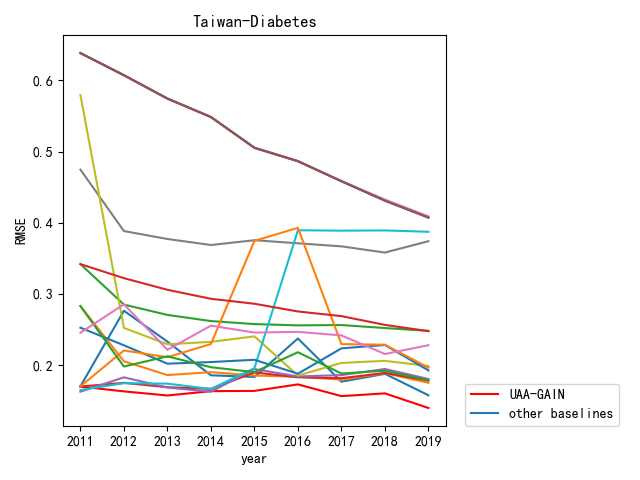 Taiwan-Diabetes
RMSE
0.6
0.5
0.4
0.3
0.2
2011 2012 2013 2014 2015 2016 2017 2018 2019
year
UAA-GAIN
other baselines